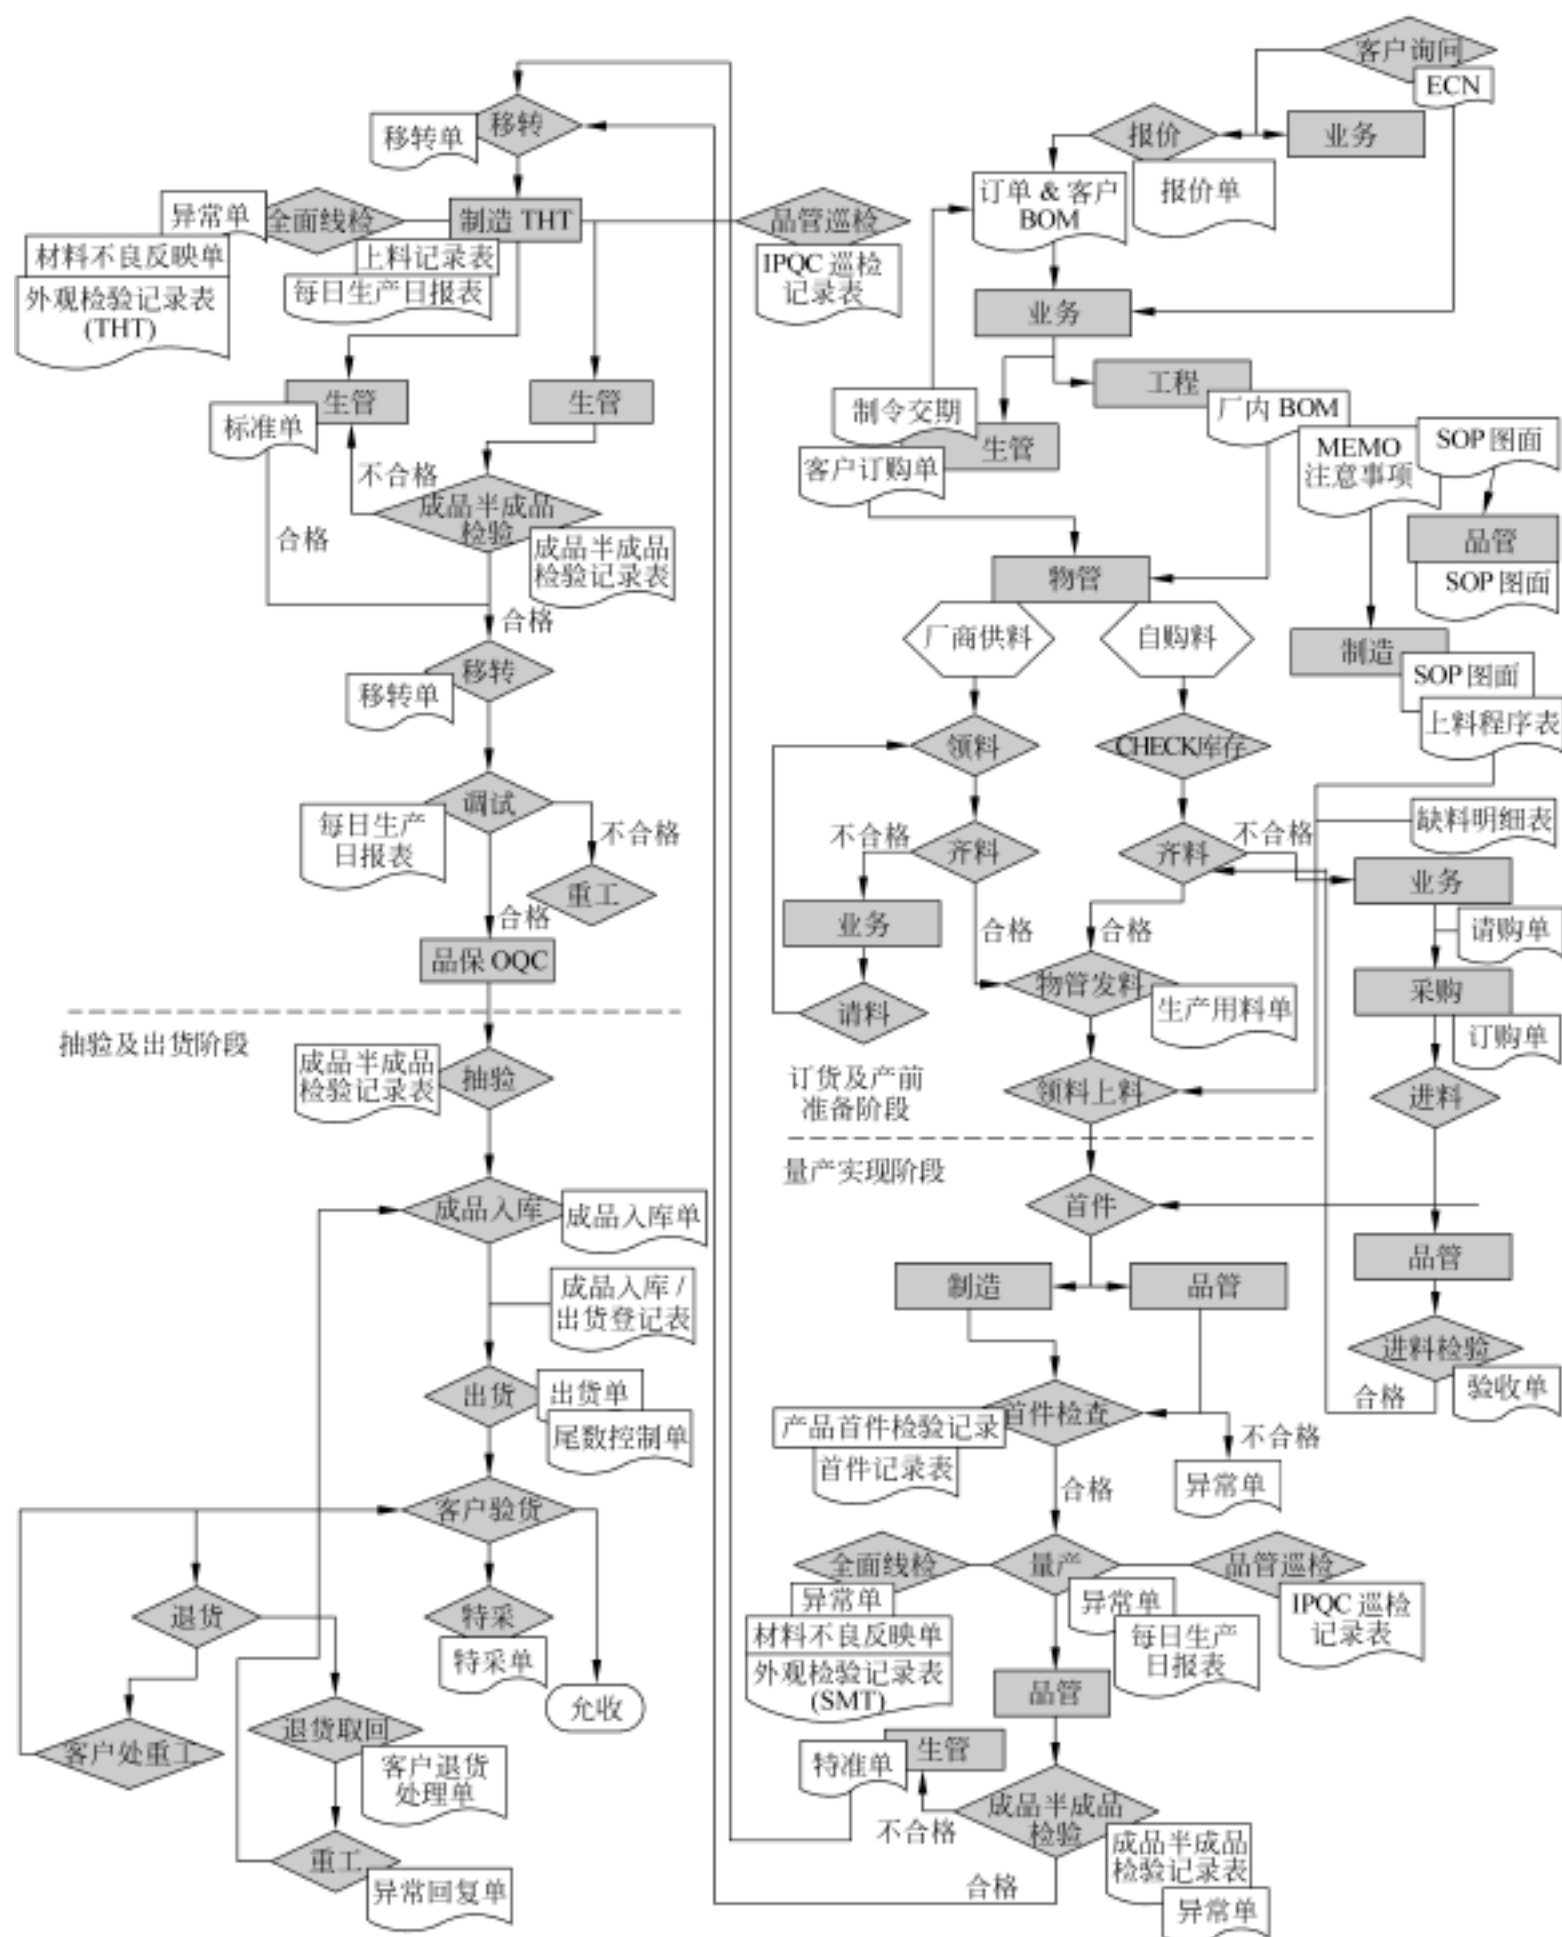 客户询问
ECN
移转
移转单
报价
业务
报价单
订单 & 客户
BOM
异常单
全面线检
制造 THT
品管巡检
材料不良反映单
上料记录表
IPQC 巡检
记录表
外观检验记录表
(THT)
每日生产日报表
业务
生管
生管
标准单
不合格
成品半成品
检验
合格
成品半成品
检验记录表
合格
工程
制令交期
厂内 BOM
生管
客户订购单
MEMO
注意事项
SOP 图面
品管
SOP 图面
物管
厂商供料
自购料
制造
SOP 图面
上料程序表
移转
移转单
领料
CHECK库存
调试
每日生产
日报表
不合格
重工
合格
品保 OQC
缺料明细表
不合格
齐料
齐料
不合格
业务
业务
合格
合格
请购单
物管发料
采购
请料
生产用料单
订购单
抽验及出货阶段
成品半成品
检验记录表
抽验
订货及产前
准备阶段
领料上料
进料
量产实现阶段
成品入库
成品入库单
首件
品管
成品入库 /
出货登记表
制造
品管
进料检验
验收单
合格
出货
出货单
尾数控制单
产品首件检验记录
首件检查
首件记录表
不合格
异常单
合格
客户验货
全面线检
量产
品管巡检
异常单
材料不良反映单
外观检验记录表
(SMT)
异常单
每日生产
日报表
IPQC 巡检
记录表
退货
特采
特采单
允收
品管
客户处重工
退货取回
客户退货
处理单
特准单
生管
不合格
成品半成品
检验
成品半成品
检验记录表
重工
异常回复单
合格
异常单